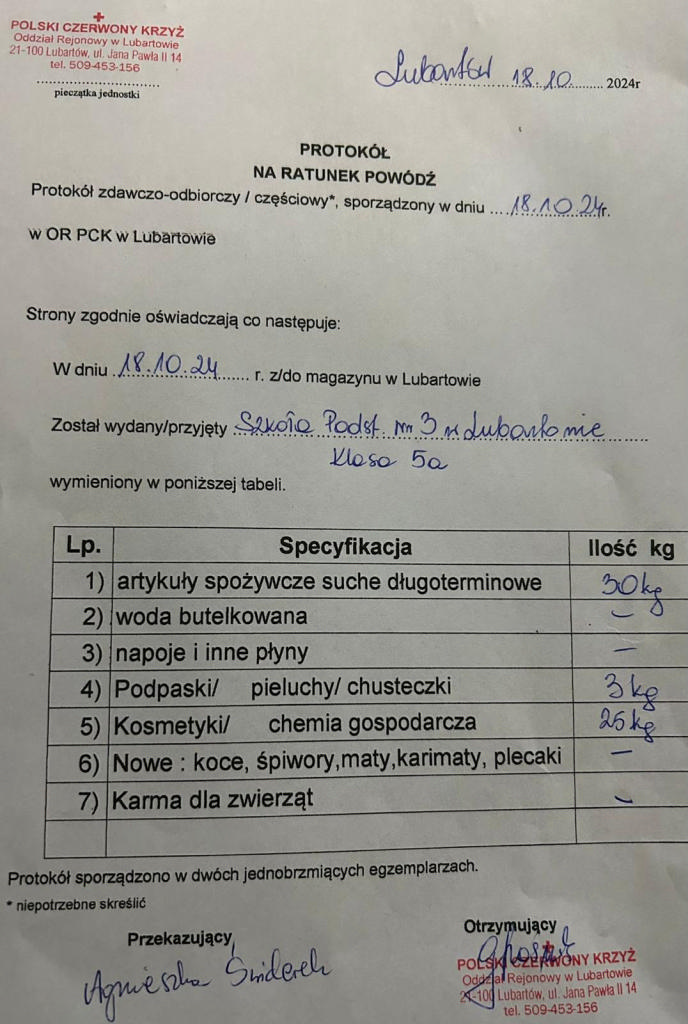 POLSKI CZERWONY KRZYŻ
Oddział Rejonowy w Lubartowie
21-100 Lubartów, ul. Jana Pawła II 14
tel. 509-453-156
pieczątka jednostki
Lubartów 18.10. 2024r
PROTOKÓŁ
NA RATUNEK POWÓDŹ
Protokół zdawczo-odbiorczy / częściowy*, sporządzony w dniu ....18.10.24r.
w OR PCK w Lubartowie
Strony zgodnie oświadczają co następuje:
W dniu 18.10.24 r. z/do magazynu w Lubartowie
Został wydany/przyjęty Szkoła Podst. nr 3 w Lubartowie
Klasa 5a
wymieniony w poniższej tabeli.
Lp. Specyfikacja Ilość kg
1) artykuły spożywcze suche długoterminowe 30kg
2) woda butelkowana –
3) napoje i inne płyny –
4) Podpaski/ pieluchy/ chusteczki 3kg
5) Kosmetyki/ chemia gospodarcza 25kg
6) Nowe : koce, śpiwory,maty,karimaty, plecaki –
7) Karma dla zwierząt –
Protokół sporządzono w dwóch jednobrzmiących egzemplarzach.
* niepotrzebne skreślić
Przekazujący Otrzymujący
Agnieszka
POLSKI CZERWONY KRZYŻ
Oddział Rejonowy w Lubartowie
21-100 Lubartów, ul. Jana Pawła II 14
tel. 509-453-156